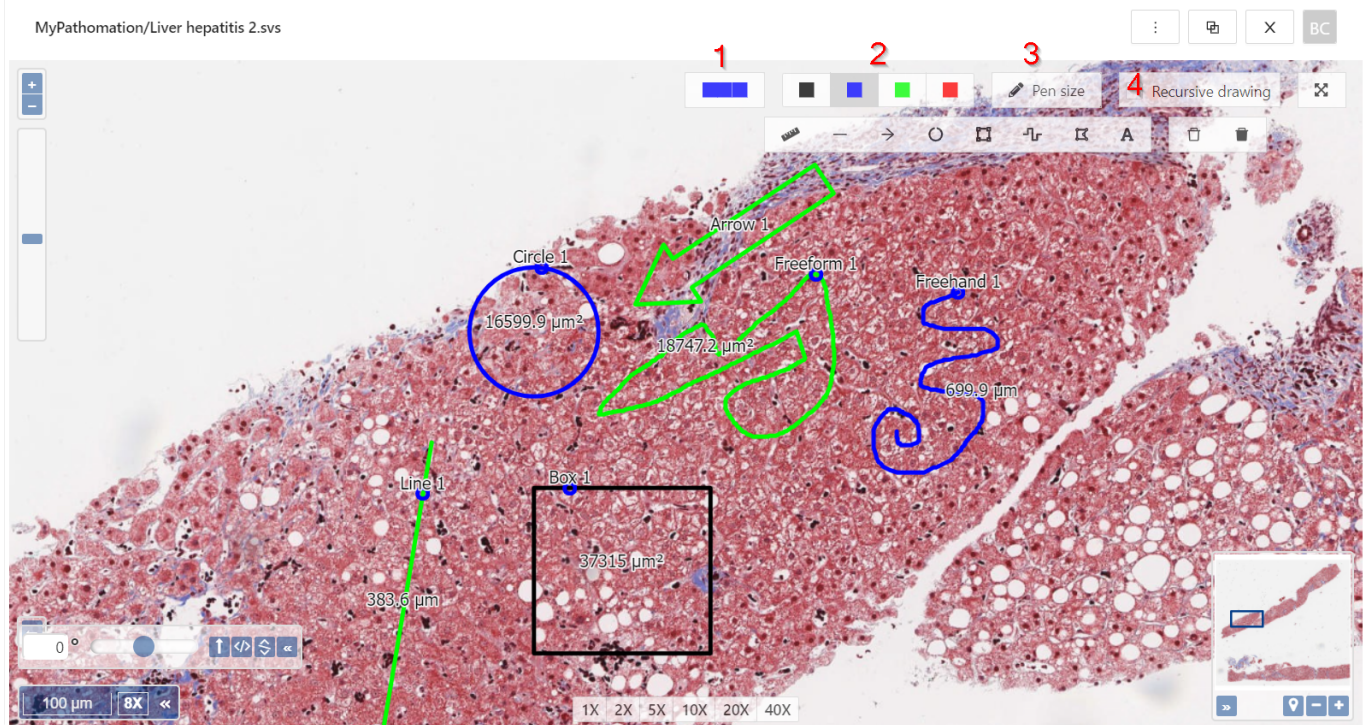 MyPathomation/Liver hepatitis 2.svs
BC
1
2
3
4
Pen size
Recursive drawing
A
Arrow 1
Circle 1
Freeform 1
Freehand 1
16599.9 µm²
18747.2 µm²
699.9 µm
Line 1
Box 1
37315 µm²
383.6 µm
0 °
100 µm
8X
1X 2X 5X 10X 20X 40X